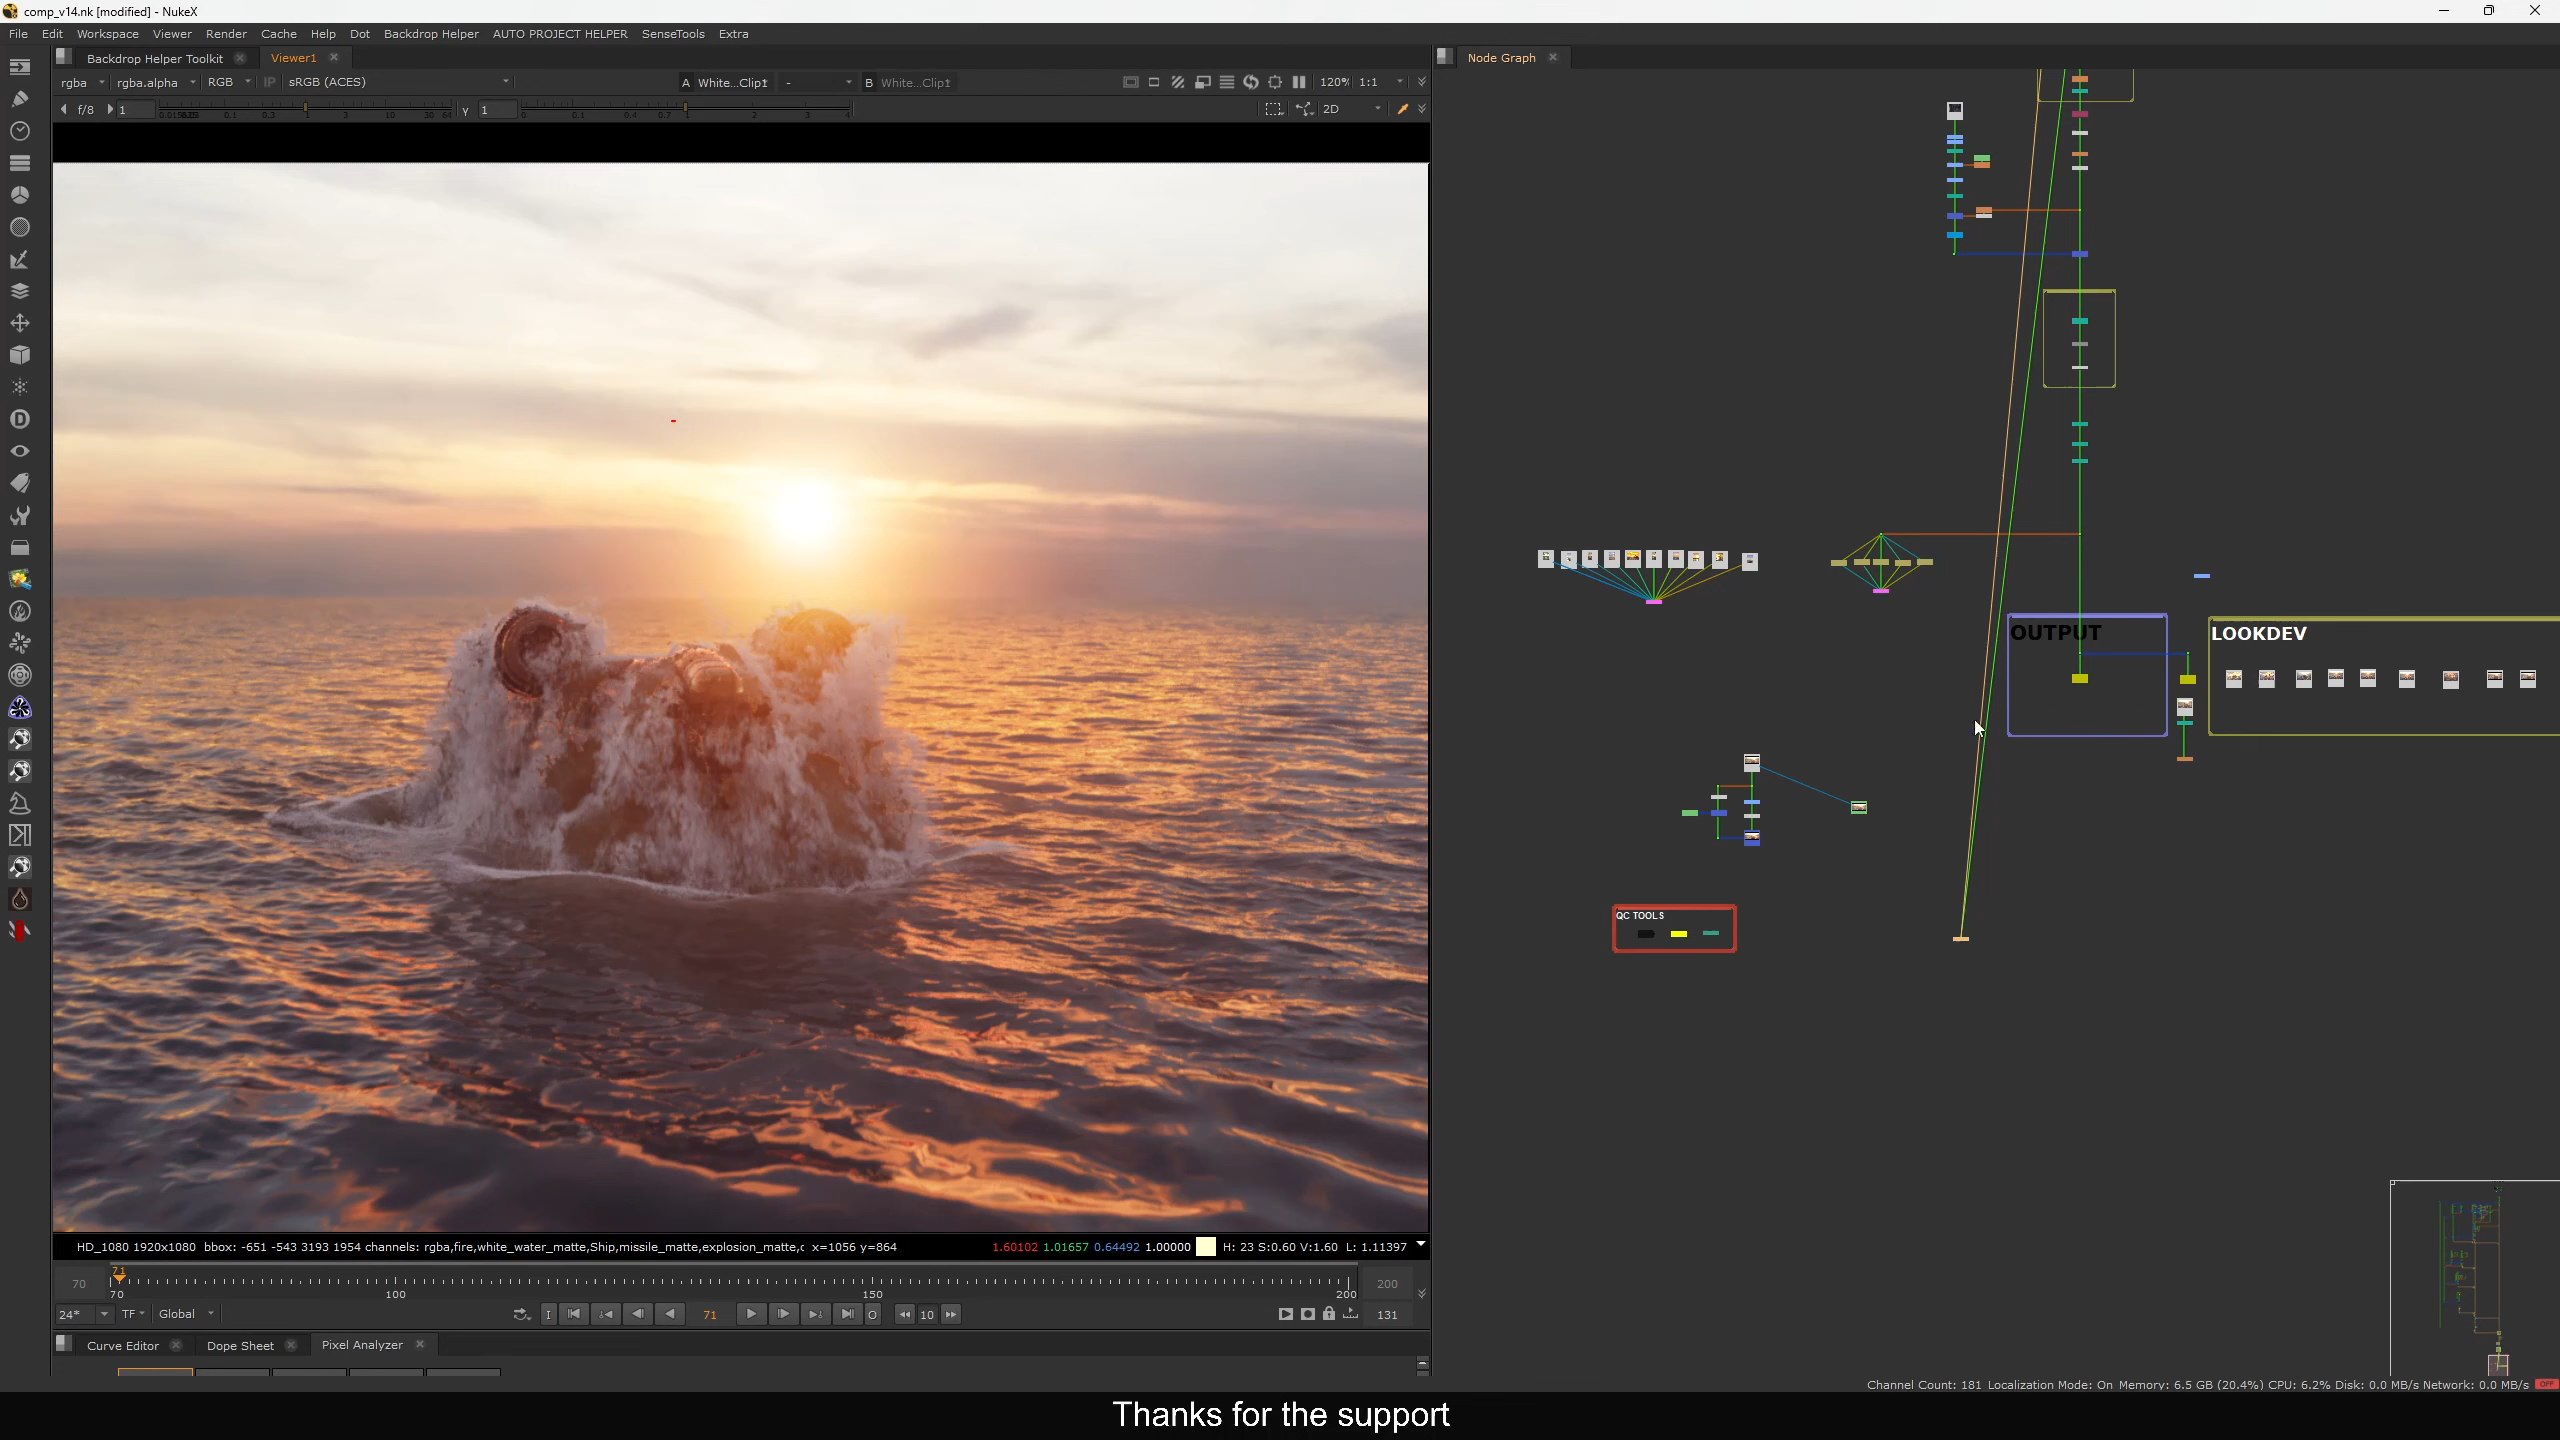 comp_v14.nk [modified] - NukeX
File Edit Workspace Viewer Render Cache Help Dot Backdrop Helper AUTO PROJECT HELPER SenseTools Extra
Backdrop Helper Toolkit Viewer1 Node Graph
rgba rgba.alpha RGB IP sRGB (ACES) A White...Clip1 - B White...Clip1 120% 1:1
f/8 1 Y 1 2D
OUTPUT
LOOKDEV
QC TOOLS
HD_1080 1920x1080 bbox: -651 -543 3193 1954 channels: rgba,fire,white_water_matte,Ship,missile_matte,explosion_matte,c x=1056 y=864 1.60102 1.01657 0.64492 1.00000 H: 23 S:0.60 V:1.60 L: 1.11397
71
70 200
70 100 150 200
24* TF Global I 71 O 10 131
Curve Editor Dope Sheet Pixel Analyzer
Channel Count: 181 Localization Mode: On Memory: 6.5 GB (20.4%) CPU: 6.2% Disk: 0.0 MB/s Network: 0.0 MB/s OFF
Thanks for the support